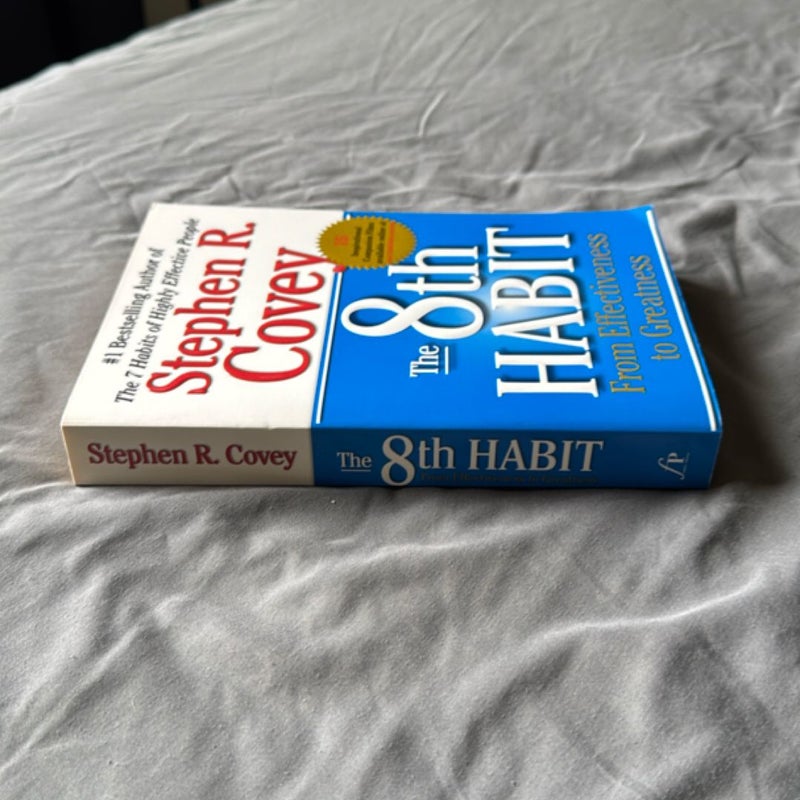 #1 Bestselling Author of
The 7 Habits of Highly Effective People
Stephen R.
Covey
The
8th
HABIT
From Effectiveness
to Greatness
Stephen R. Covey
The 8th HABIT
fP